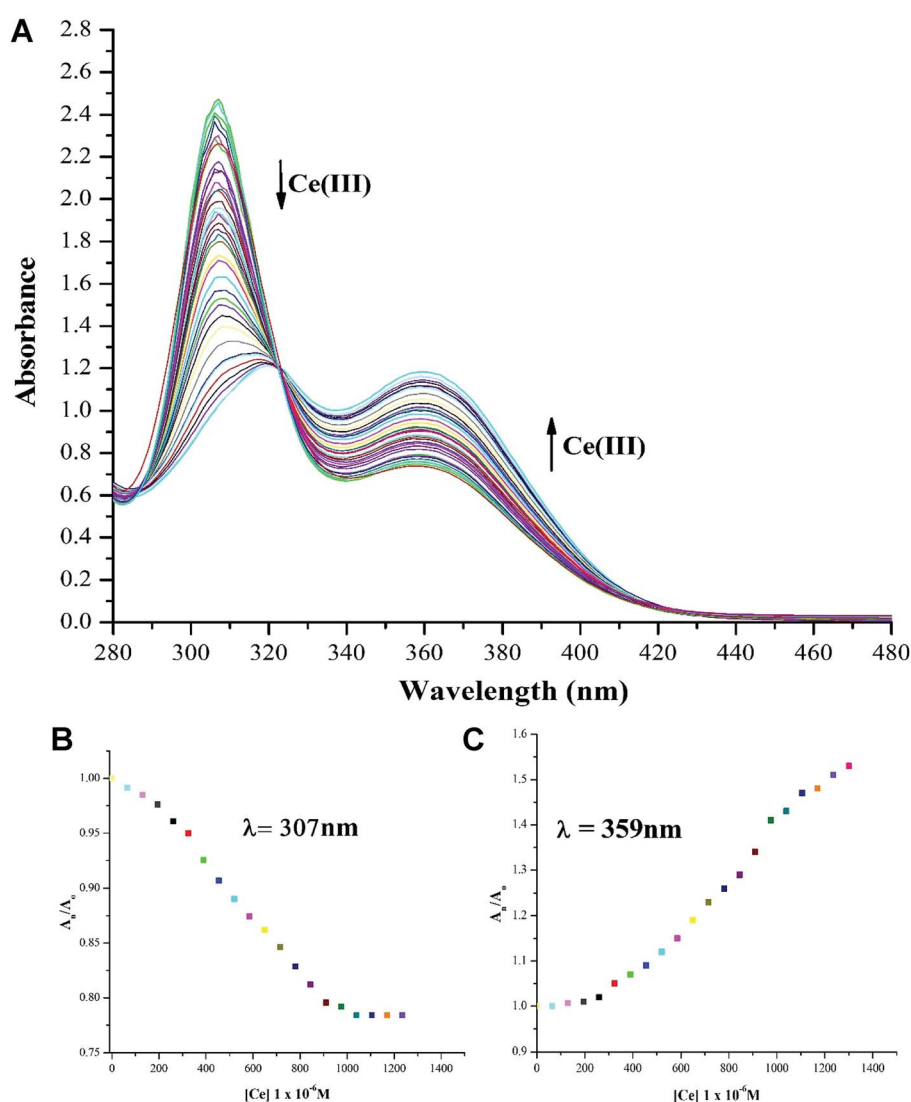 A
2.8
2.6
2.4
2.2
2.0
1.8
1.6
1.4
1.2
1.0
0.8
0.6
0.4
0.2
0.0
Absorbance
Ce(III)
Ce(III)
280 300 320 340 360 380 400 420 440 460 480
Wavelength (nm)
B
1.00
0.95
0.90
0.85
0.80
0.75
Aₙ/Aₒ
λ= 307nm
0 200 400 600 800 1000 1200 1400
[Ce] 1 x 10⁻⁶M
C
1.6
1.5
1.4
1.3
1.2
1.1
1.0
0.9
Aₙ/Aₒ
λ = 359nm
0 200 400 600 800 1000 1200 1400
[Ce] 1 x 10⁻⁶M